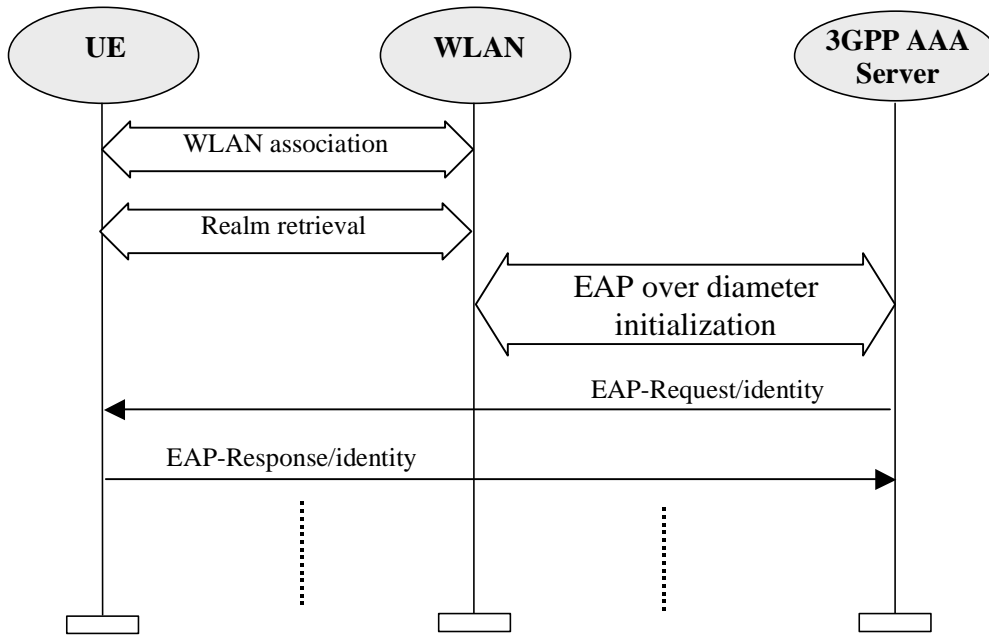 UE
WLAN
3GPP AAA
Server
WLAN association
Realm retrieval
EAP over diameter
initialization
EAP-Request/identity
EAP-Response/identity